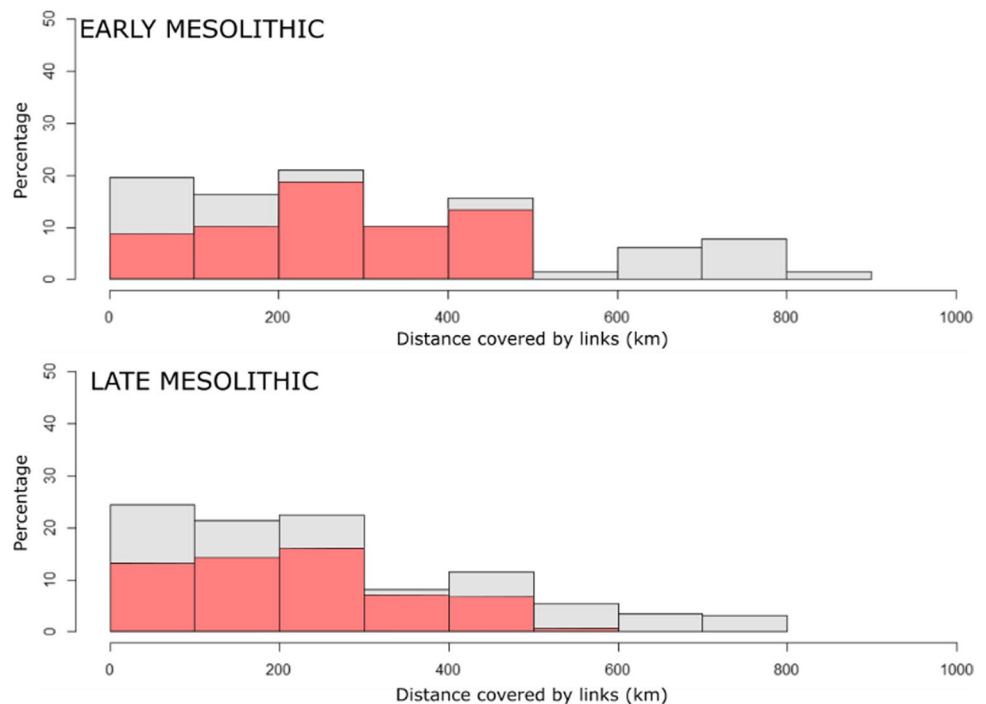 EARLY MESOLITHIC
Percentage
50
40
30
20
10
0
0 200 400 600 800 1000
Distance covered by links (km)
LATE MESOLITHIC
Percentage
50
40
30
20
10
0
0 200 400 600 800 1000
Distance covered by links (km)